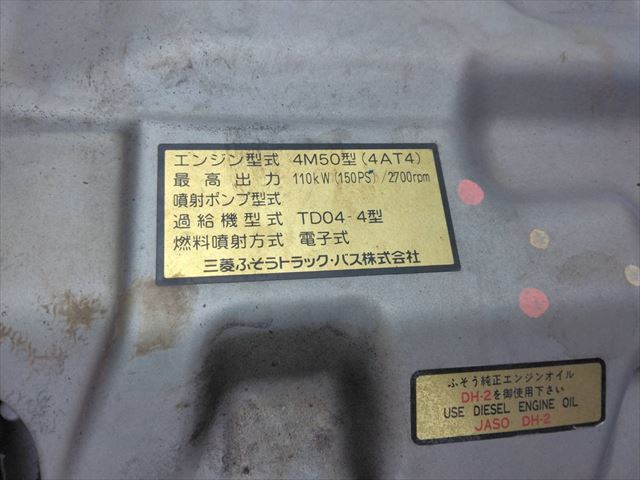 エンジン型式 4M50型(4AT4)
最高出力 110kW(150PS)/2700rpm
噴射ポンプ型式
過給機型式 TD04-4型
燃料噴射方式 電子式
三菱ふそうトラック・バス株式会社
ふそう純正エンジンオイル
DH-2を御使用下さい
USE DIESEL ENGINE OIL
JASO DH-2